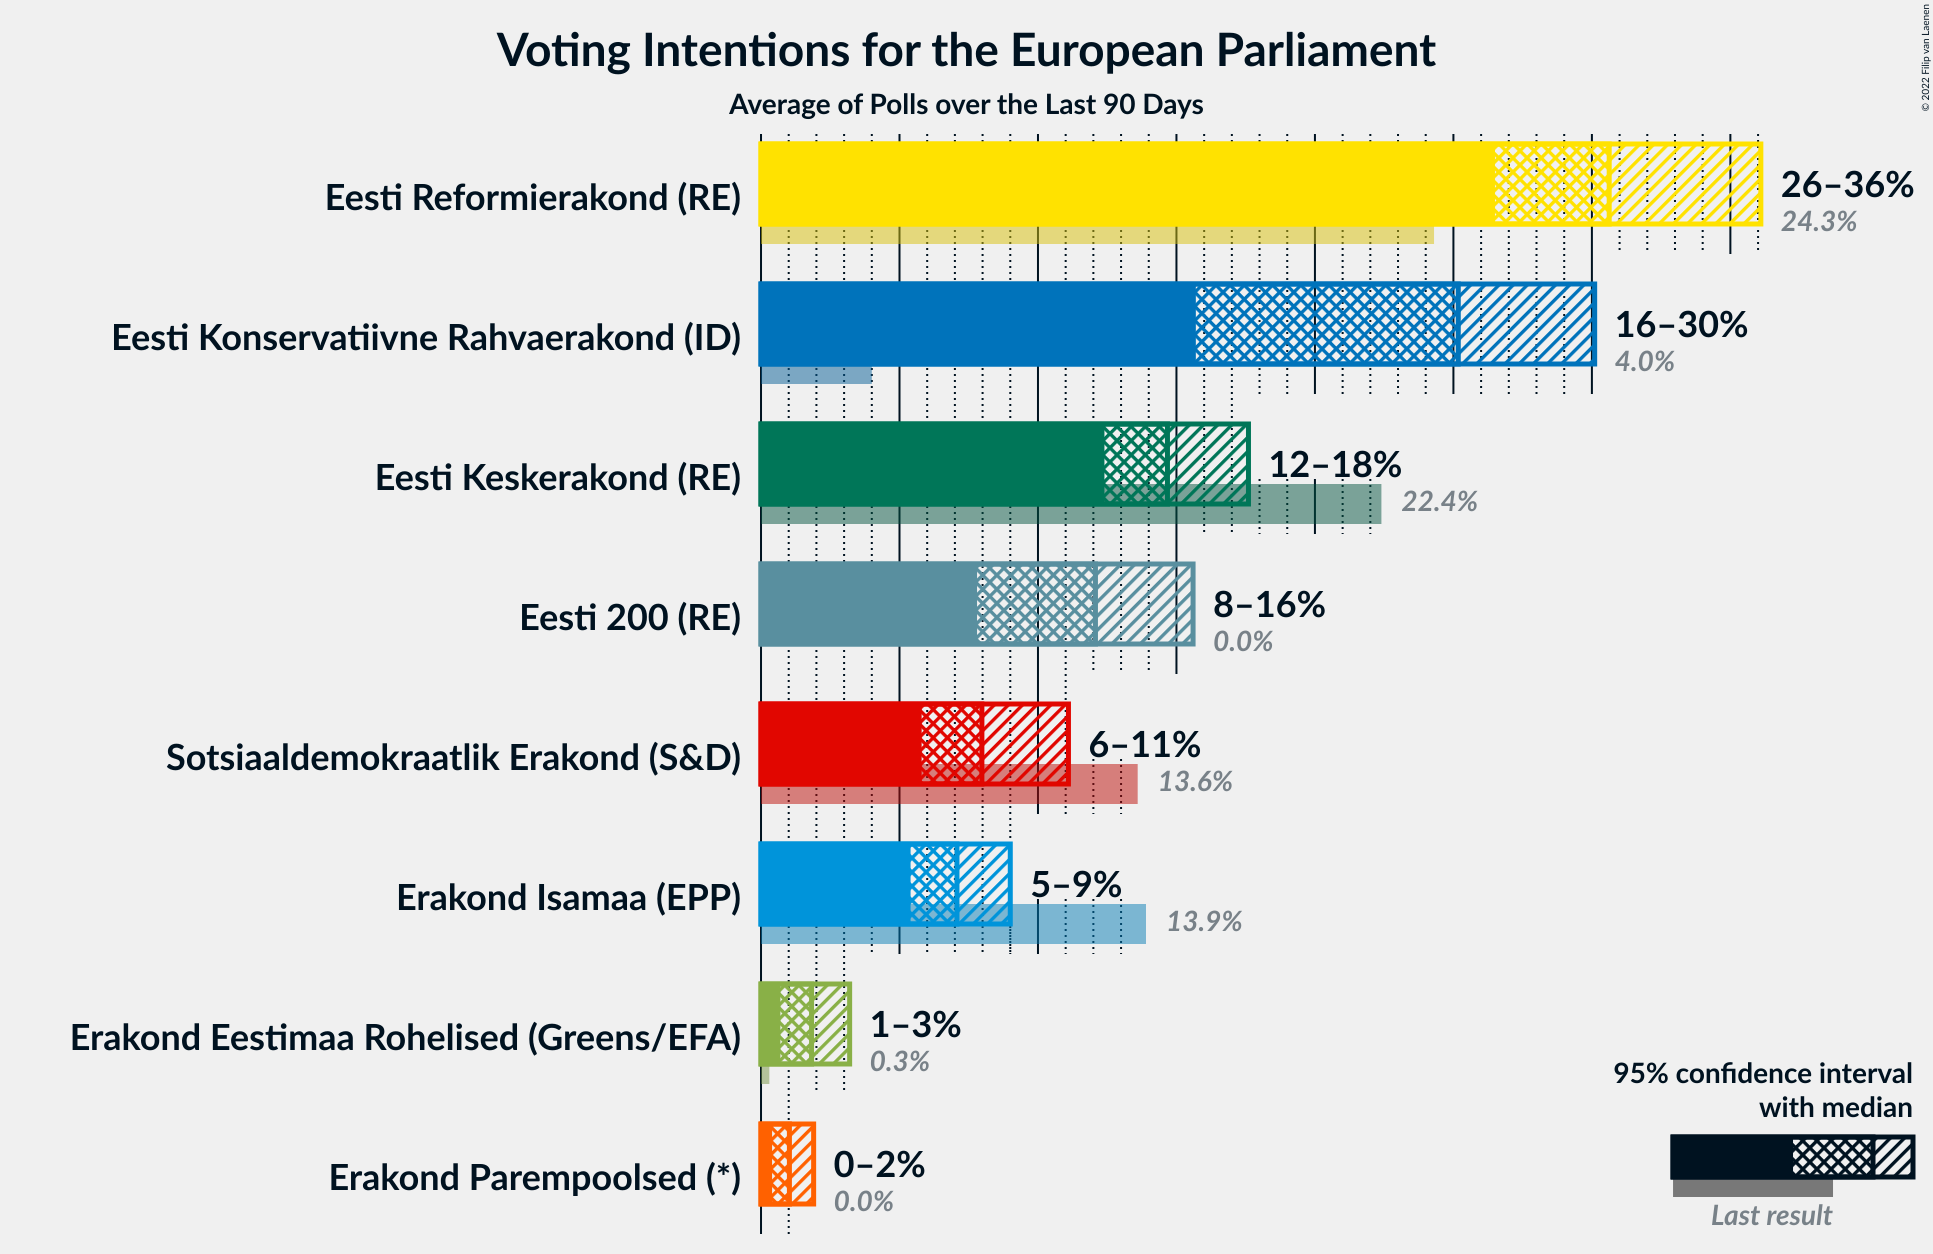 Voting Intentions for the European Parliament
Average of Polls over the Last 90 Days
© 2022 Filip van Laenen
Eesti Reformierakond (RE)
26–36%
24.3%
Eesti Konservatiivne Rahvaerakond (ID)
16–30%
4.0%
Eesti Keskerakond (RE)
12–18%
22.4%
Eesti 200 (RE)
8–16%
0.0%
Sotsiaaldemokraatlik Erakond (S&D)
6–11%
13.6%
Erakond Isamaa (EPP)
5–9%
13.9%
Erakond Eestimaa Rohelised (Greens/EFA)
1–3%
0.3%
Erakond Parempoolsed (*)
0–2%
0.0%
95% confidence interval
with median
Last result